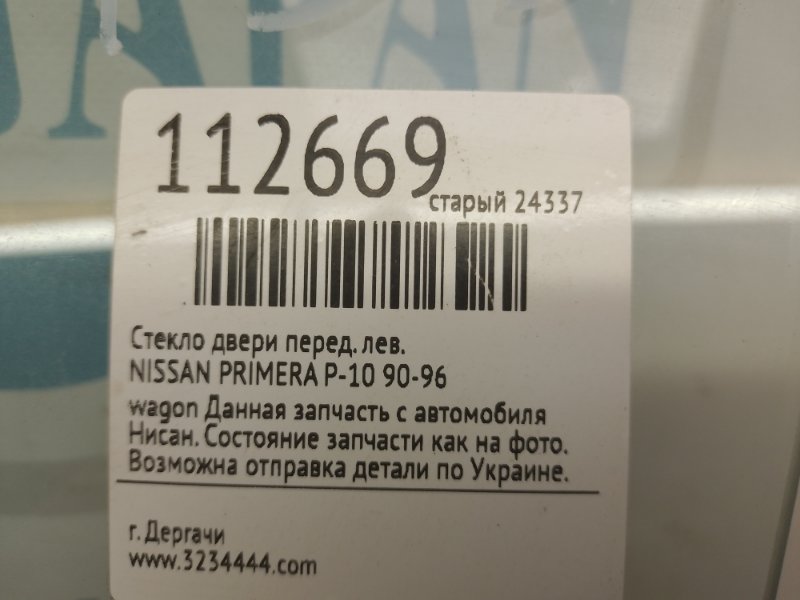 JAPAN
112669
старый 24337
Стекло двери перед. лев.
NISSAN PRIMERA P-10 90-96
wagon Данная запчасть с автомобиля
Нисан. Состояние запчасти как на фото.
Возможна отправка детали по Украине.
г. Дергачи
www.3234444.com